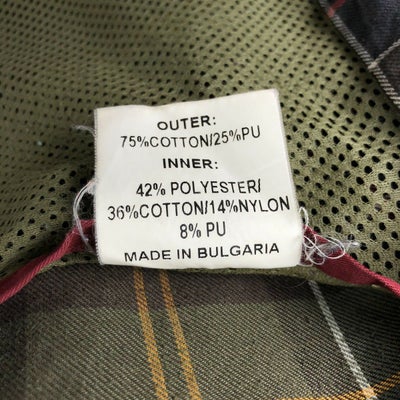 OUTER:
75%COTTON/25%PU
INNER:
42% POLYESTER/
36%COTTON/14%NYLON
8% PU
MADE IN BULGARIA